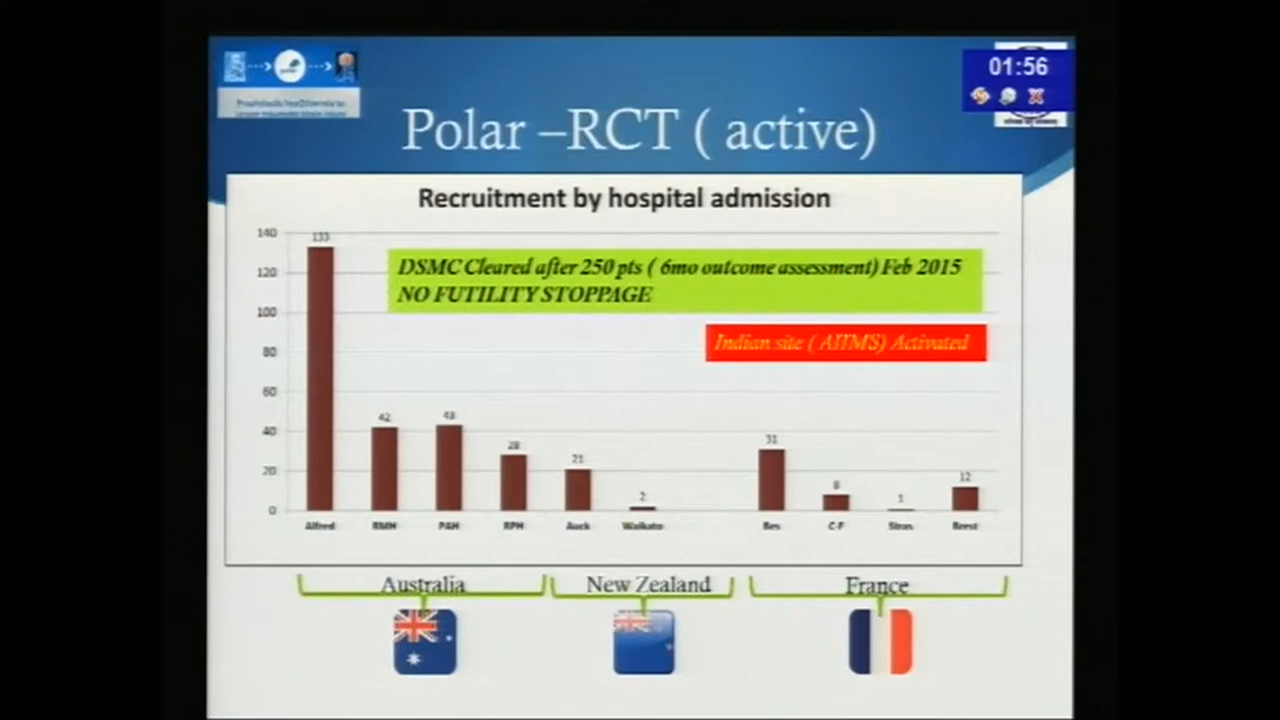 01:56
Polar –RCT ( active)
Recruitment by hospital admission
140
120
100
80
60
40
20
0
133
42
43
28
21
2
31
8
1
12
DSMC Cleared after 250 pts ( 6mo outcome assessment) Feb 2015
NO FUTILITY STOPPAGE
Indian site ( AIIMS) Activated
Alfred RMH PAH RPH Auck Waikato Bes C-F Stras Brest
Australia New Zealand France